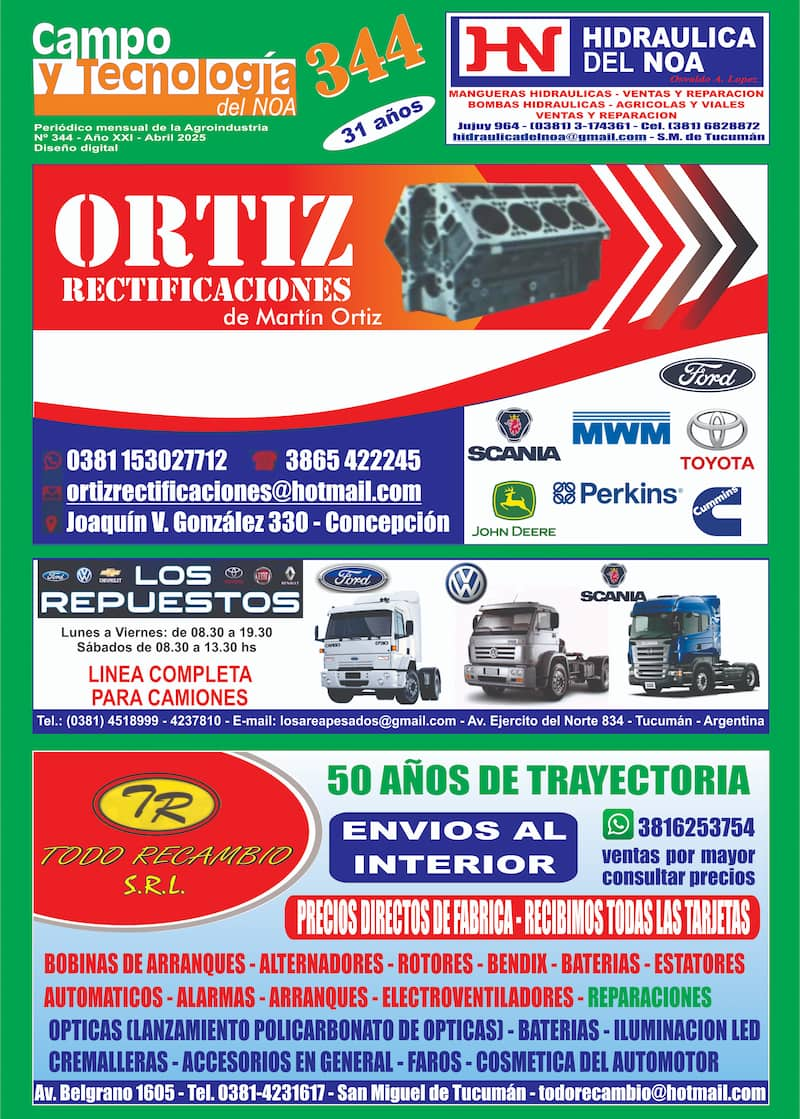 Campo
y Tecnología
del NOA
344
31 años
Periódico mensual de la Agroindustria
Nº 344 - Año XXI - Abril 2025
Diseño digital
HN
HIDRAULICA
DEL NOA
Osvaldo A. Lopez
MANGUERAS HIDRAULICAS - VENTAS Y REPARACION
BOMBAS HIDRAULICAS - AGRICOLAS Y VIALES
VENTAS Y REPARACION
Jujuy 964 - (0381) 3-174361 - Cel. (381) 6828872
hidraulicadelnoa@gmail.com - S.M. de Tucumán
ORTIZ
RECTIFICACIONES
de Martín Ortiz
Ford
SCANIA
MWM
TOYOTA
JOHN DEERE
Perkins
Cummins
0381 153027712 3865 422245
ortizrectificaciones@hotmail.com
Joaquín V. González 330 - Concepción
Ford
CHEVROLET
TOYOTA
FIAT
RENAULT
LOS
REPUESTOS
Lunes a Viernes: de 08.30 a 19.30
Sábados de 08.30 a 13.30 hs
LINEA COMPLETA
PARA CAMIONES
Ford
SCANIA
Tel.: (0381) 4518999 - 4237810 - E-mail: losareapesados@gmail.com - Av. Ejercito del Norte 834 - Tucumán - Argentina
TR
TODO RECAMBIO
S.R.L.
50 AÑOS DE TRAYECTORIA
ENVIOS AL
INTERIOR
3816253754
ventas por mayor
consultar precios
PRECIOS DIRECTOS DE FABRICA - RECIBIMOS TODAS LAS TARJETAS
BOBINAS DE ARRANQUES - ALTERNADORES - ROTORES - BENDIX - BATERIAS - ESTATORES
AUTOMATICOS - ALARMAS - ARRANQUES - ELECTROVENTILADORES - REPARACIONES
OPTICAS (LANZAMIENTO POLICARBONATO DE OPTICAS) - BATERIAS - ILUMINACION LED
CREMALLERAS - ACCESORIOS EN GENERAL - FAROS - COSMETICA DEL AUTOMOTOR
Av. Belgrano 1605 - Tel. 0381-4231617 - San Miguel de Tucumán - todorecambio@hotmail.com